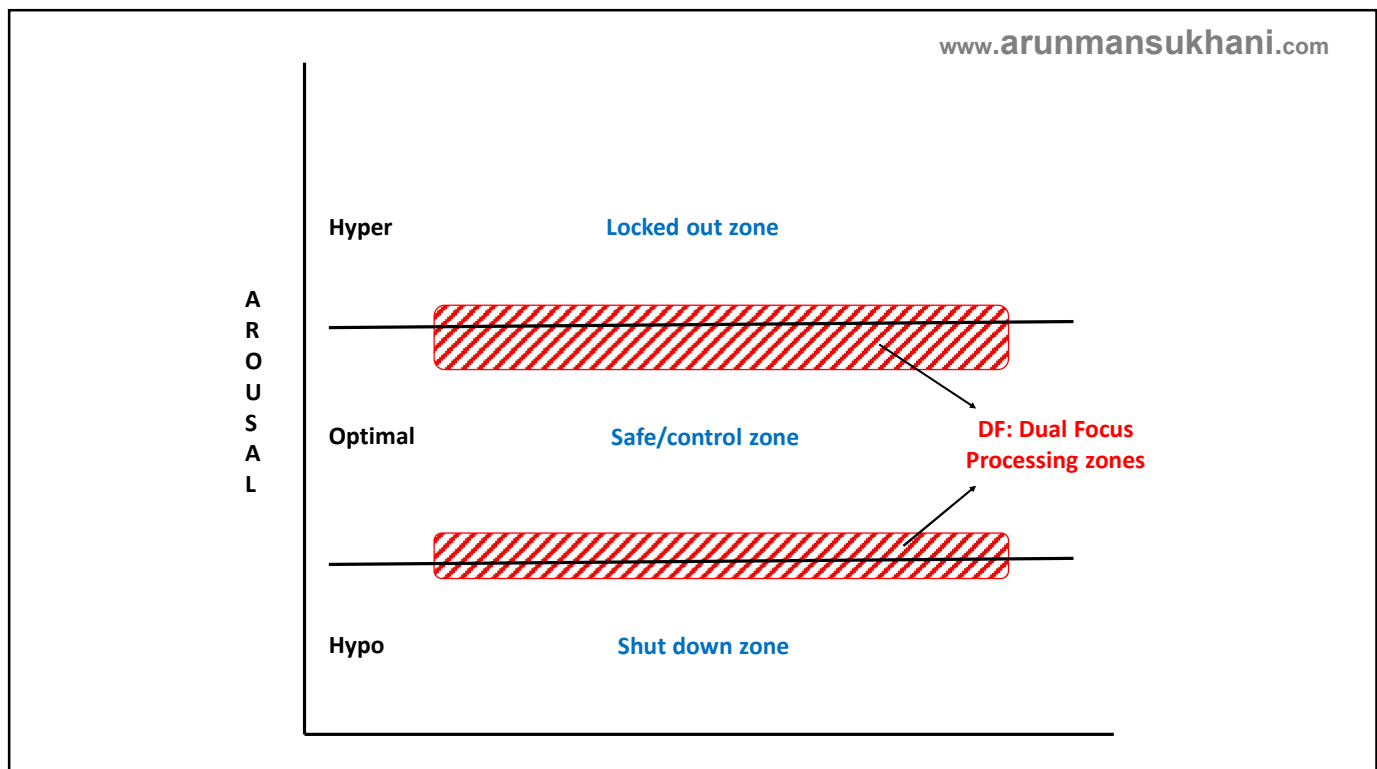 www.arunmansukhani.com
Hyper
Locked out zone
A
R
O
U
S
A
L
Optimal
Safe/control zone
DF: Dual Focus
Processing zones
Hypo
Shut down zone